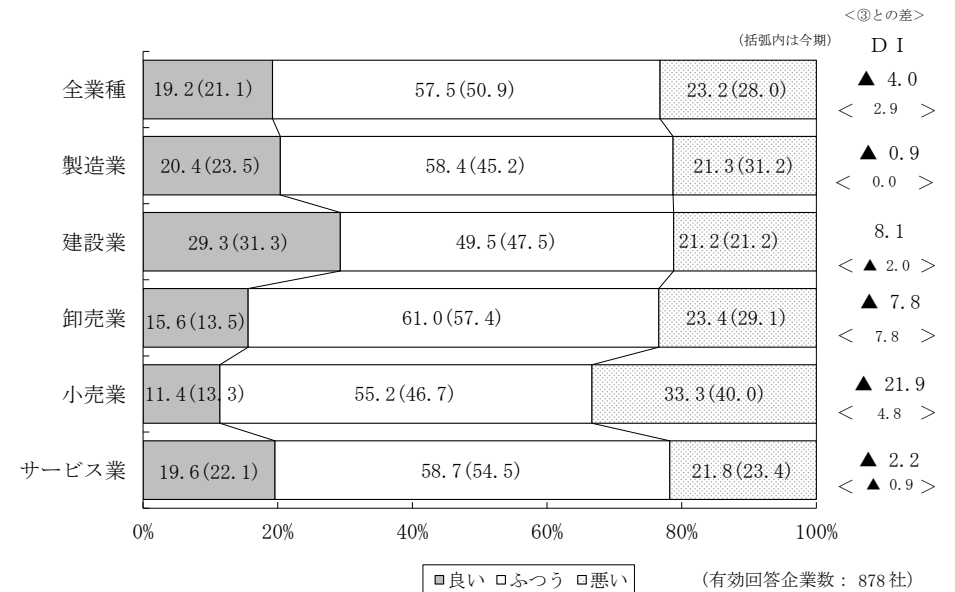 ＜③との差＞
(括弧内は今期)
ＤＩ
全業種 19.2(21.1) 57.5(50.9) 23.2(28.0) ▲ 4.0
＜ 2.9 ＞
製造業 20.4(23.5) 58.4(45.2) 21.3(31.2) ▲ 0.9
＜ 0.0 ＞
建設業 29.3(31.3) 49.5(47.5) 21.2(21.2) 8.1
＜ ▲ 2.0 ＞
卸売業 15.6(13.5) 61.0(57.4) 23.4(29.1) ▲ 7.8
＜ 7.8 ＞
小売業 11.4(13.3) 55.2(46.7) 33.3(40.0) ▲ 21.9
＜ 4.8 ＞
サービス業 19.6(22.1) 58.7(54.5) 21.8(23.4) ▲ 2.2
＜ ▲ 0.9 ＞
0% 20% 40% 60% 80% 100%
良い ふつう 悪い (有効回答企業数： 878 社)